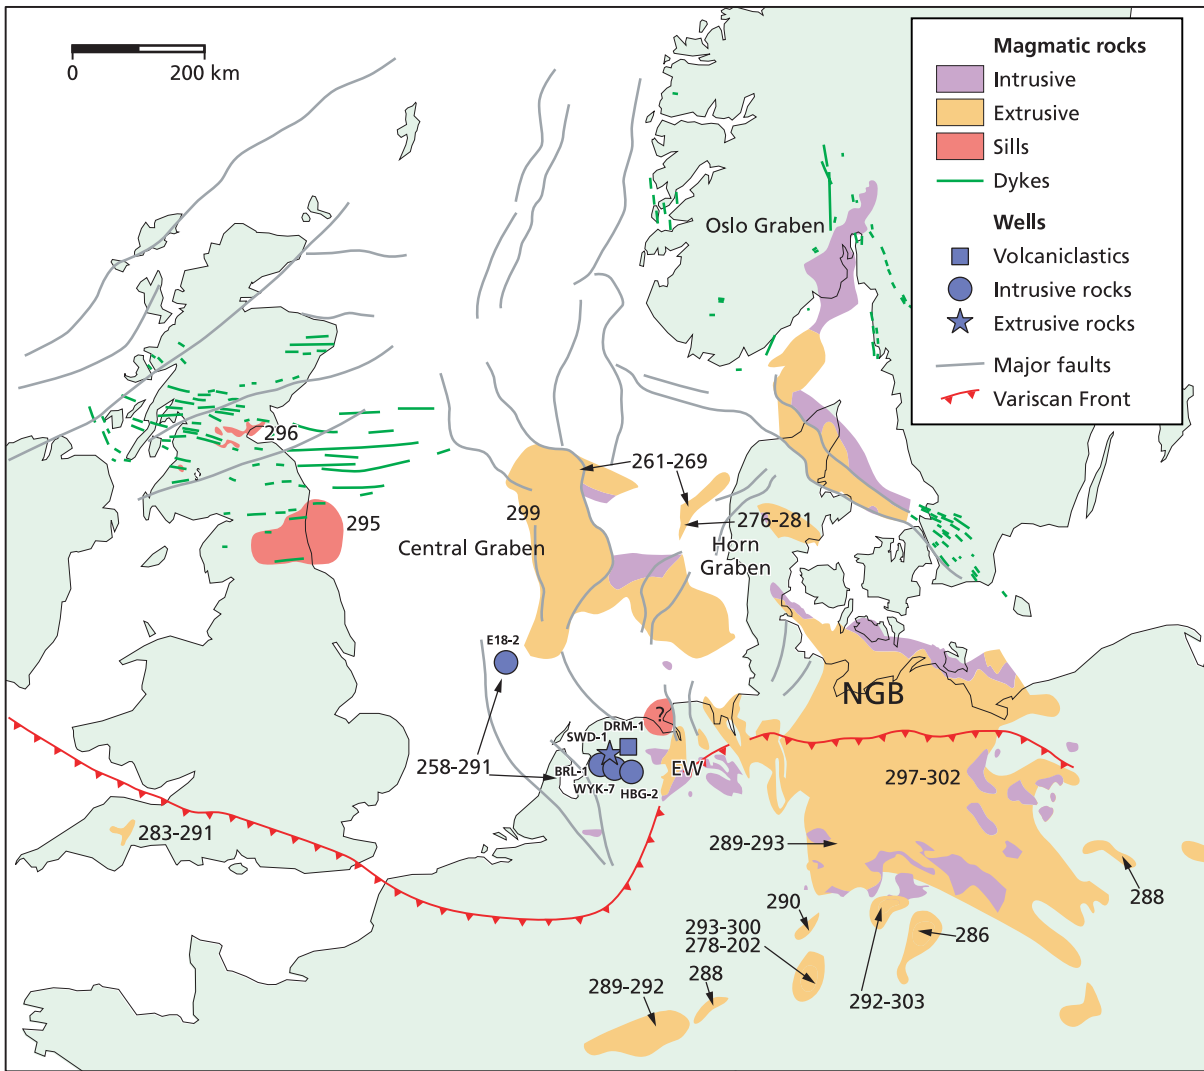 0
200 km
Magmatic rocks
Intrusive
Extrusive
Sills
Dykes
Wells
Volcaniclastics
Intrusive rocks
Extrusive rocks
Major faults
Variscan Front
Oslo Graben
296
295
261-269
299
276-281
Central Graben
Horn
Graben
E18-2
NGB
?
DRM-1
SWD-1
258-291
BRL-1
WYK-7
HBG-2
EW
297-302
283-291
289-293
288
290
293-300
278-202
286
288
289-292
292-303